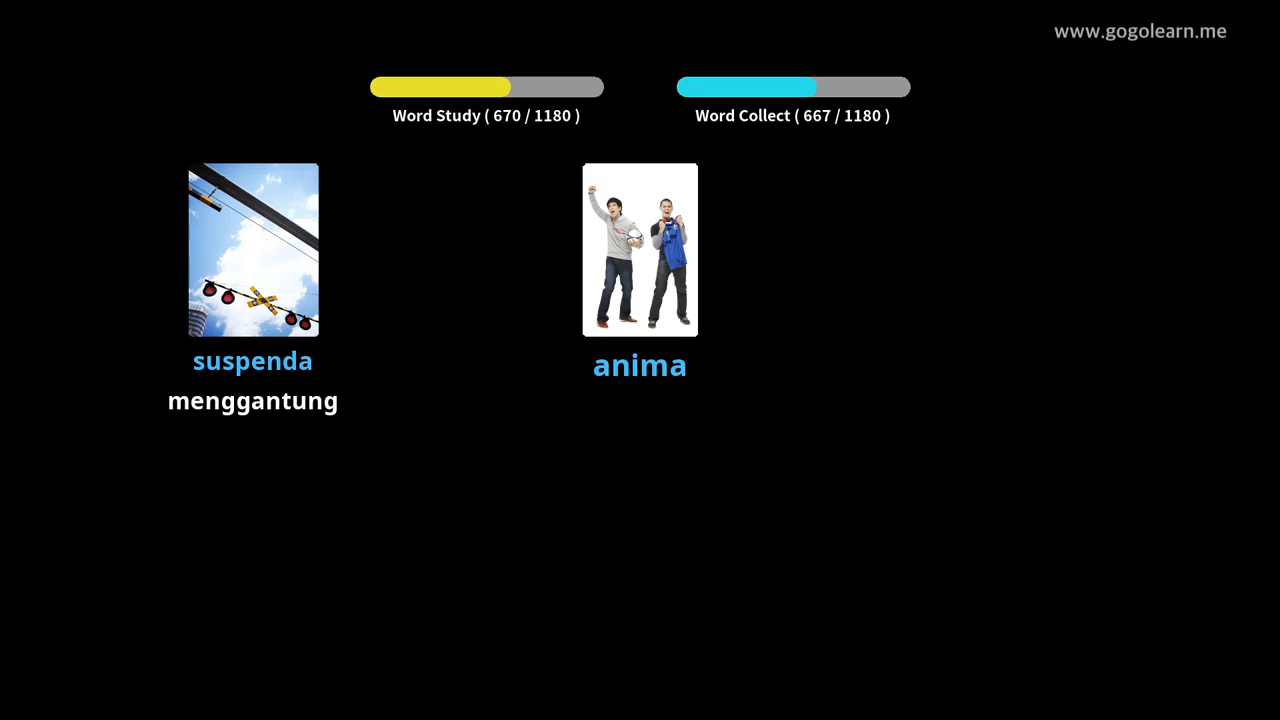 www.gogolearn.me
Word Study ( 670 / 1180 )
Word Collect ( 667 / 1180 )
suspenda
menggantung
anima